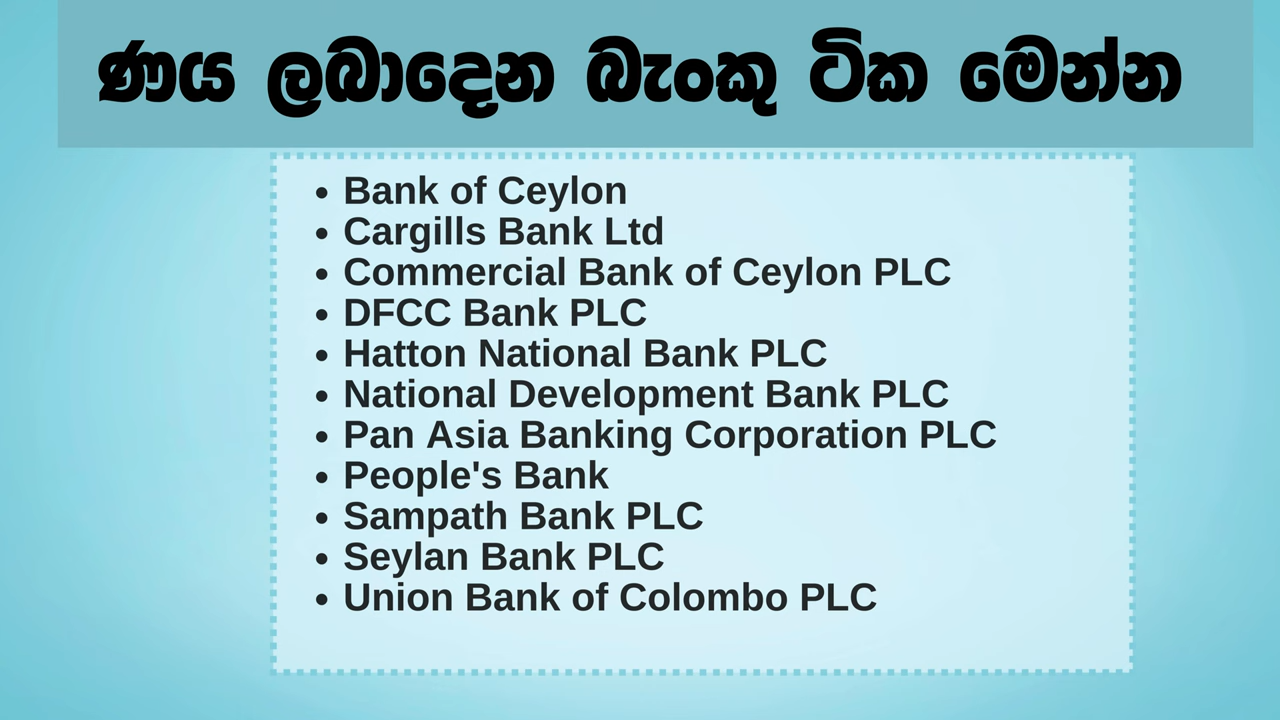 ණය ලබාදෙන බැංකු ටික මෙන්න
• Bank of Ceylon
• Cargills Bank Ltd
• Commercial Bank of Ceylon PLC
• DFCC Bank PLC
• Hatton National Bank PLC
• National Development Bank PLC
• Pan Asia Banking Corporation PLC
• People's Bank
• Sampath Bank PLC
• Seylan Bank PLC
• Union Bank of Colombo PLC